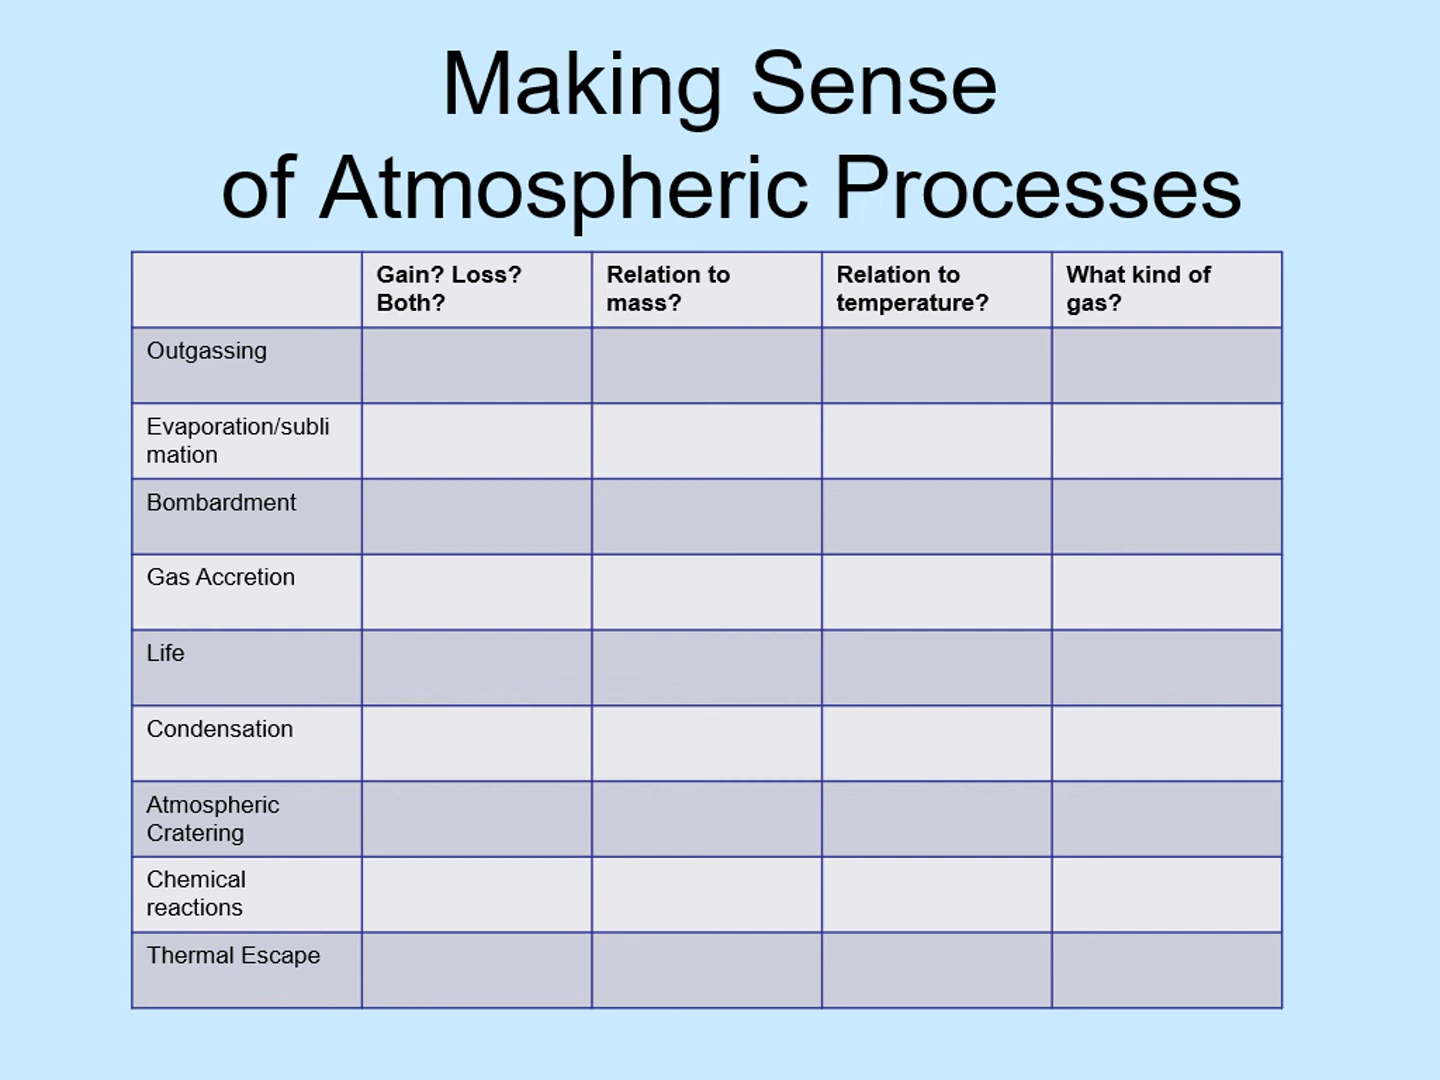 Making Sense
of Atmospheric Processes
Gain? Loss?
Both?
Relation to
mass?
Relation to
temperature?
What kind of
gas?
Outgassing
Evaporation/subli
mation
Bombardment
Gas Accretion
Life
Condensation
Atmospheric
Cratering
Chemical
reactions
Thermal Escape